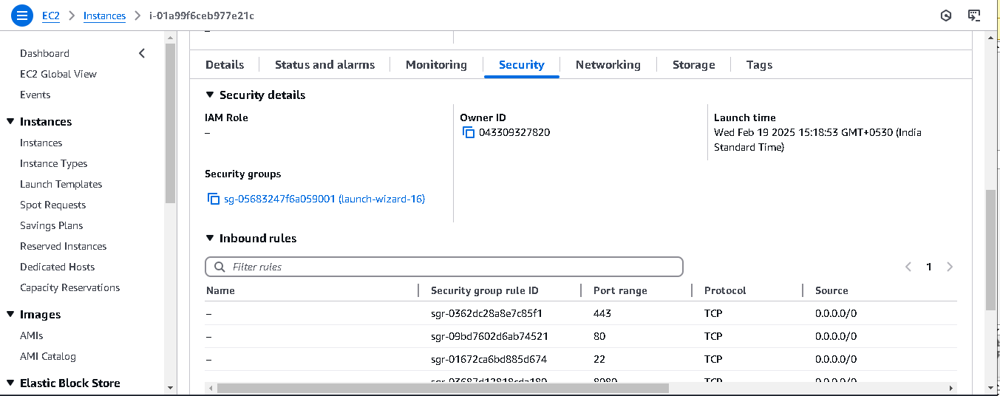 EC2 > Instances > i-01a99f6ceb977e21c
Dashboard
EC2 Global View
Events
Instances
Instances
Instance Types
Launch Templates
Spot Requests
Savings Plans
Reserved Instances
Dedicated Hosts
Capacity Reservations
Images
AMIs
AMI Catalog
Elastic Block Store
–
Details Status and alarms Monitoring Security Networking Storage Tags
Security details
IAM Role
–
Owner ID
043309327820
Launch time
Wed Feb 19 2025 15:18:53 GMT+0530 (India
Standard Time)
Security groups
sg-05683247f6a059001 (launch-wizard-16)
Inbound rules
Filter rules
1
Name Security group rule ID Port range Protocol Source
– sgr-0362dc28a8e7c85f1 443 TCP 0.0.0.0/0
– sgr-09bd7602d6ab74521 80 TCP 0.0.0.0/0
– sgr-01672ca6bd885d674 22 TCP 0.0.0.0/0
8080 TCP 0.0.0.0/0